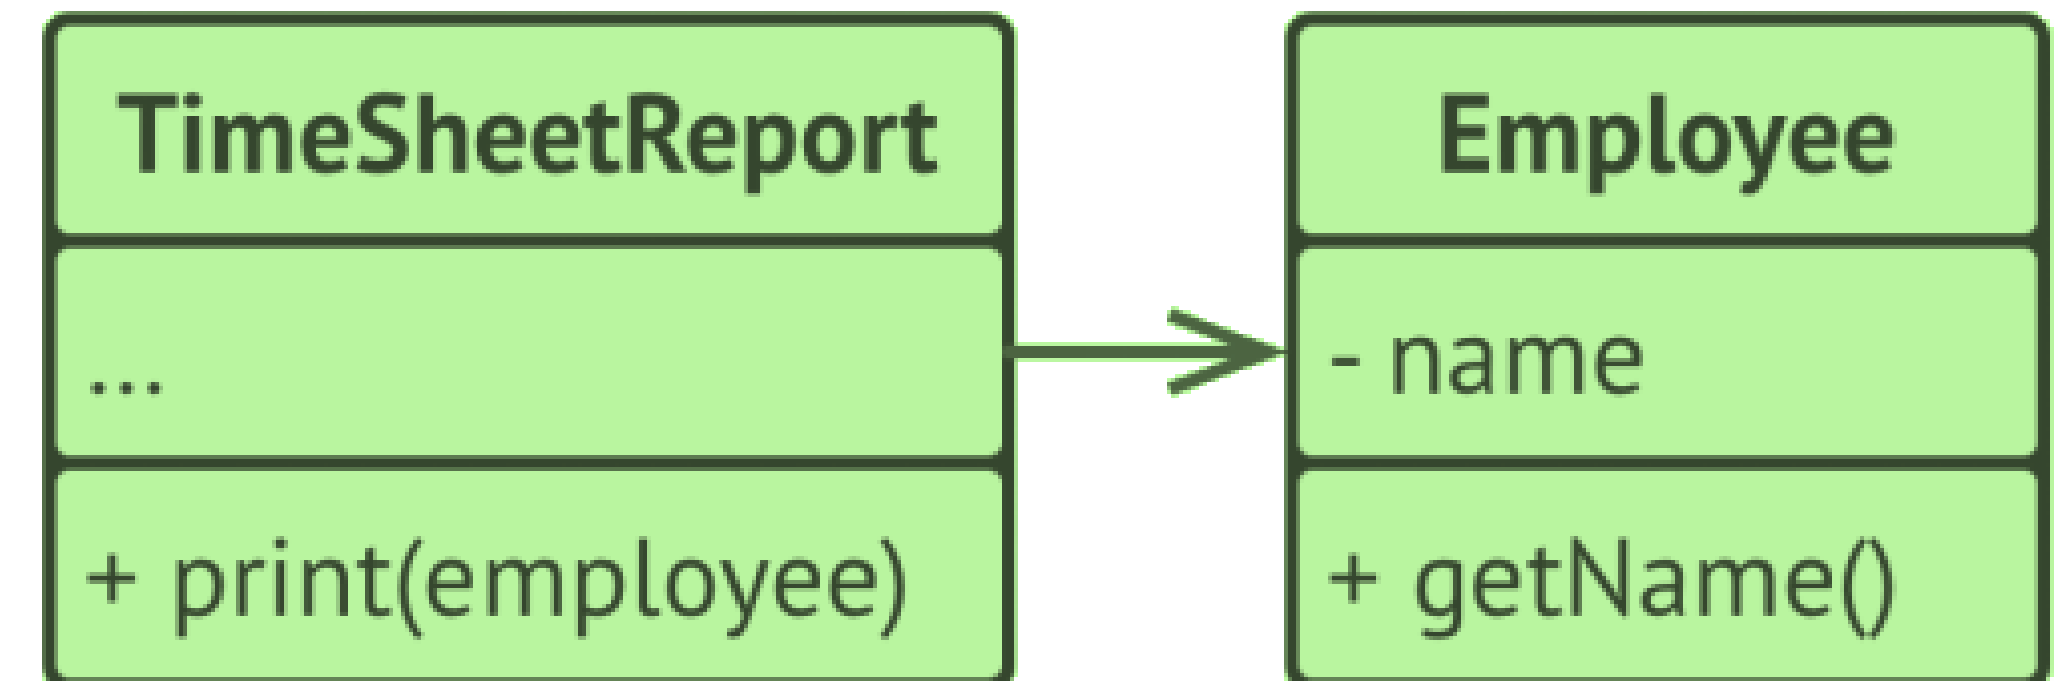 TimeSheetReport
...
+ print(employee)
Employee
- name
+ getName()